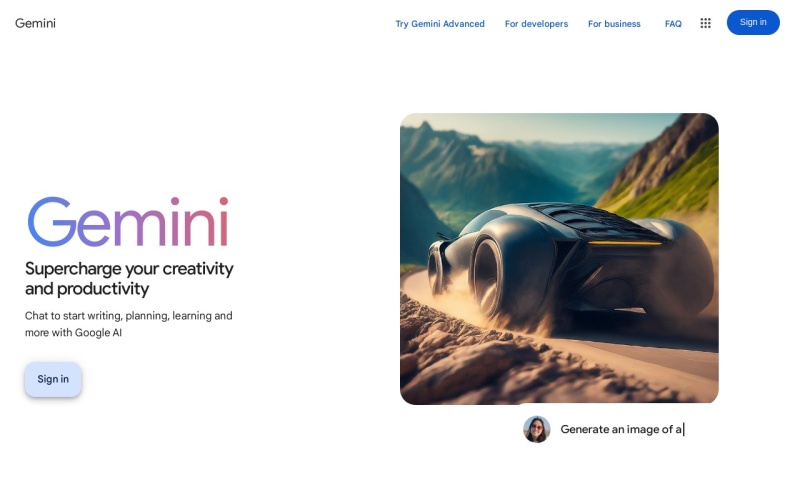 Gemini
Try Gemini Advanced
For developers
For business
FAQ
Sign in
Gemini
Supercharge your creativity
and productivity
Chat to start writing, planning, learning and
more with Google AI
Sign in
Generate an image of a